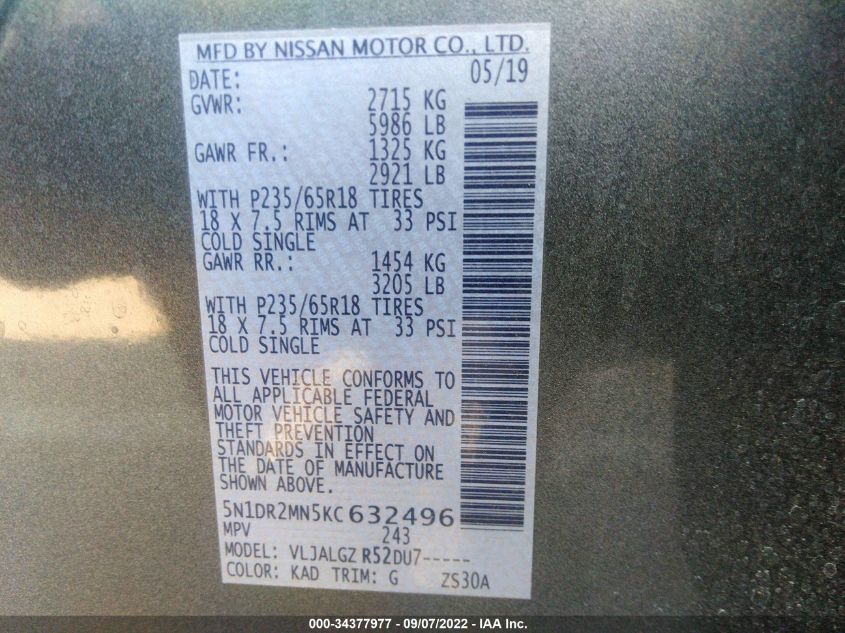 MFD BY NISSAN MOTOR CO., LTD.
DATE: 05/19
GVWR: 2715 KG
5986 LB
GAWR FR.: 1325 KG
2921 LB
WITH P235/65R18 TIRES
18 X 7.5 RIMS AT 33 PSI
COLD SINGLE
GAWR RR.: 1454 KG
3205 LB
WITH P235/65R18 TIRES
18 X 7.5 RIMS AT 33 PSI
COLD SINGLE
THIS VEHICLE CONFORMS TO
ALL APPLICABLE FEDERAL
MOTOR VEHICLE SAFETY AND
THEFT PREVENTION
STANDARDS IN EFFECT ON
THE DATE OF MANUFACTURE
SHOWN ABOVE.
5N1DR2MN5KC632496
MPV 243
MODEL: VLJALGZ R52DU7-----
COLOR: KAD TRIM: G ZS30A
000-34377977 - 09/07/2022 - IAA Inc.